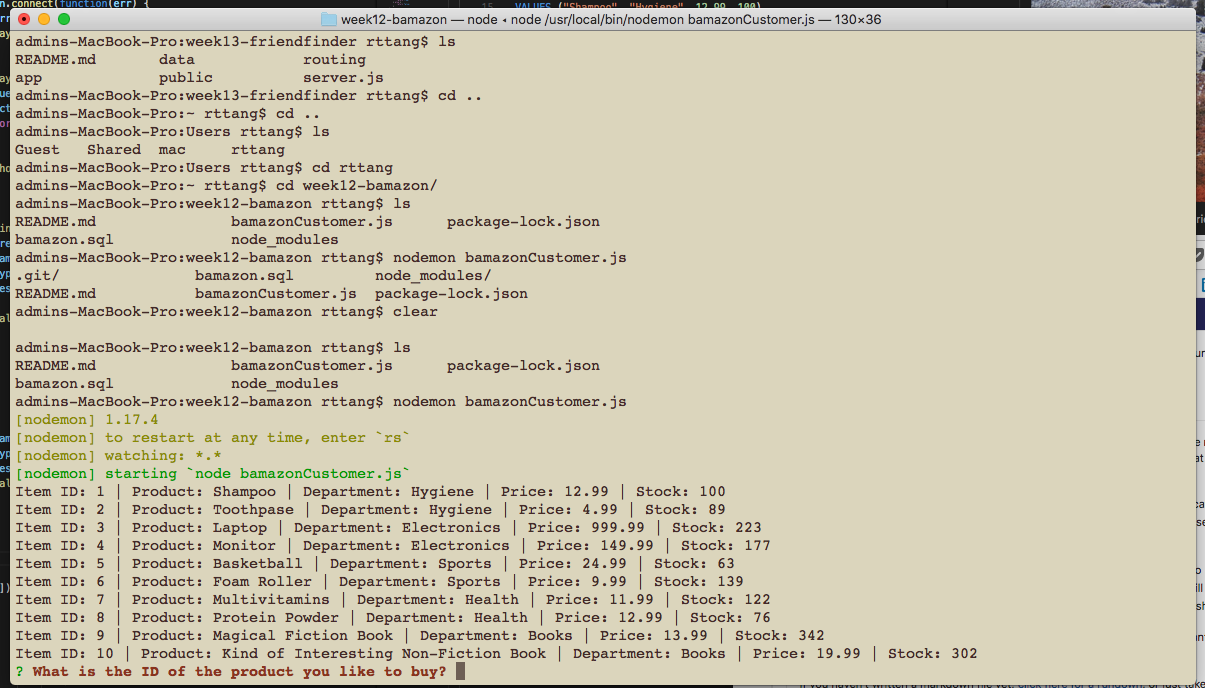 n.connect(function(err) {
15 VALUES ("Shampoo", "Hygiene", 12.99, 100)
week12-bamazon — node • node /usr/local/bin/nodemon bamazonCustomer.js — 130×36
admins-MacBook-Pro:week13-friendfinder rttang$ ls
README.md data routing
app public server.js
admins-MacBook-Pro:week13-friendfinder rttang$ cd ..
admins-MacBook-Pro:~ rttang$ cd ..
admins-MacBook-Pro:Users rttang$ ls
Guest Shared mac rttang
admins-MacBook-Pro:Users rttang$ cd rttang
admins-MacBook-Pro:~ rttang$ cd week12-bamazon/
admins-MacBook-Pro:week12-bamazon rttang$ ls
README.md bamazonCustomer.js package-lock.json
bamazon.sql node_modules
admins-MacBook-Pro:week12-bamazon rttang$ nodemon bamazonCustomer.js
.git/ bamazon.sql node_modules/
README.md bamazonCustomer.js package-lock.json
admins-MacBook-Pro:week12-bamazon rttang$ clear
admins-MacBook-Pro:week12-bamazon rttang$ ls
README.md bamazonCustomer.js package-lock.json
bamazon.sql node_modules
admins-MacBook-Pro:week12-bamazon rttang$ nodemon bamazonCustomer.js
[nodemon] 1.17.4
[nodemon] to restart at any time, enter `rs`
[nodemon] watching: *.*
[nodemon] starting `node bamazonCustomer.js`
Item ID: 1 | Product: Shampoo | Department: Hygiene | Price: 12.99 | Stock: 100
Item ID: 2 | Product: Toothpase | Department: Hygiene | Price: 4.99 | Stock: 89
Item ID: 3 | Product: Laptop | Department: Electronics | Price: 999.99 | Stock: 223
Item ID: 4 | Product: Monitor | Department: Electronics | Price: 149.99 | Stock: 177
Item ID: 5 | Product: Basketball | Department: Sports | Price: 24.99 | Stock: 63
Item ID: 6 | Product: Foam Roller | Department: Sports | Price: 9.99 | Stock: 139
Item ID: 7 | Product: Multivitamins | Department: Health | Price: 11.99 | Stock: 122
Item ID: 8 | Product: Protein Powder | Department: Health | Price: 12.99 | Stock: 76
Item ID: 9 | Product: Magical Fiction Book | Department: Books | Price: 13.99 | Stock: 342
Item ID: 10 | Product: Kind of Interesting Non-Fiction Book | Department: Books | Price: 19.99 | Stock: 302
? What is the ID of the product you like to buy?